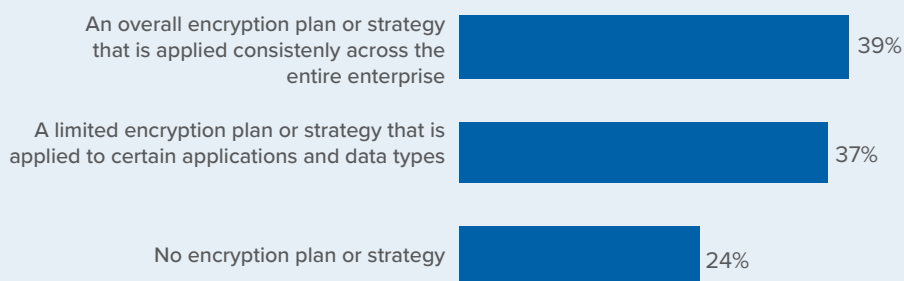 An overall encryption plan or strategy
that is applied consistenly across the
entire enterprise
39%
A limited encryption plan or strategy that is
applied to certain applications and data types
37%
No encryption plan or strategy
24%